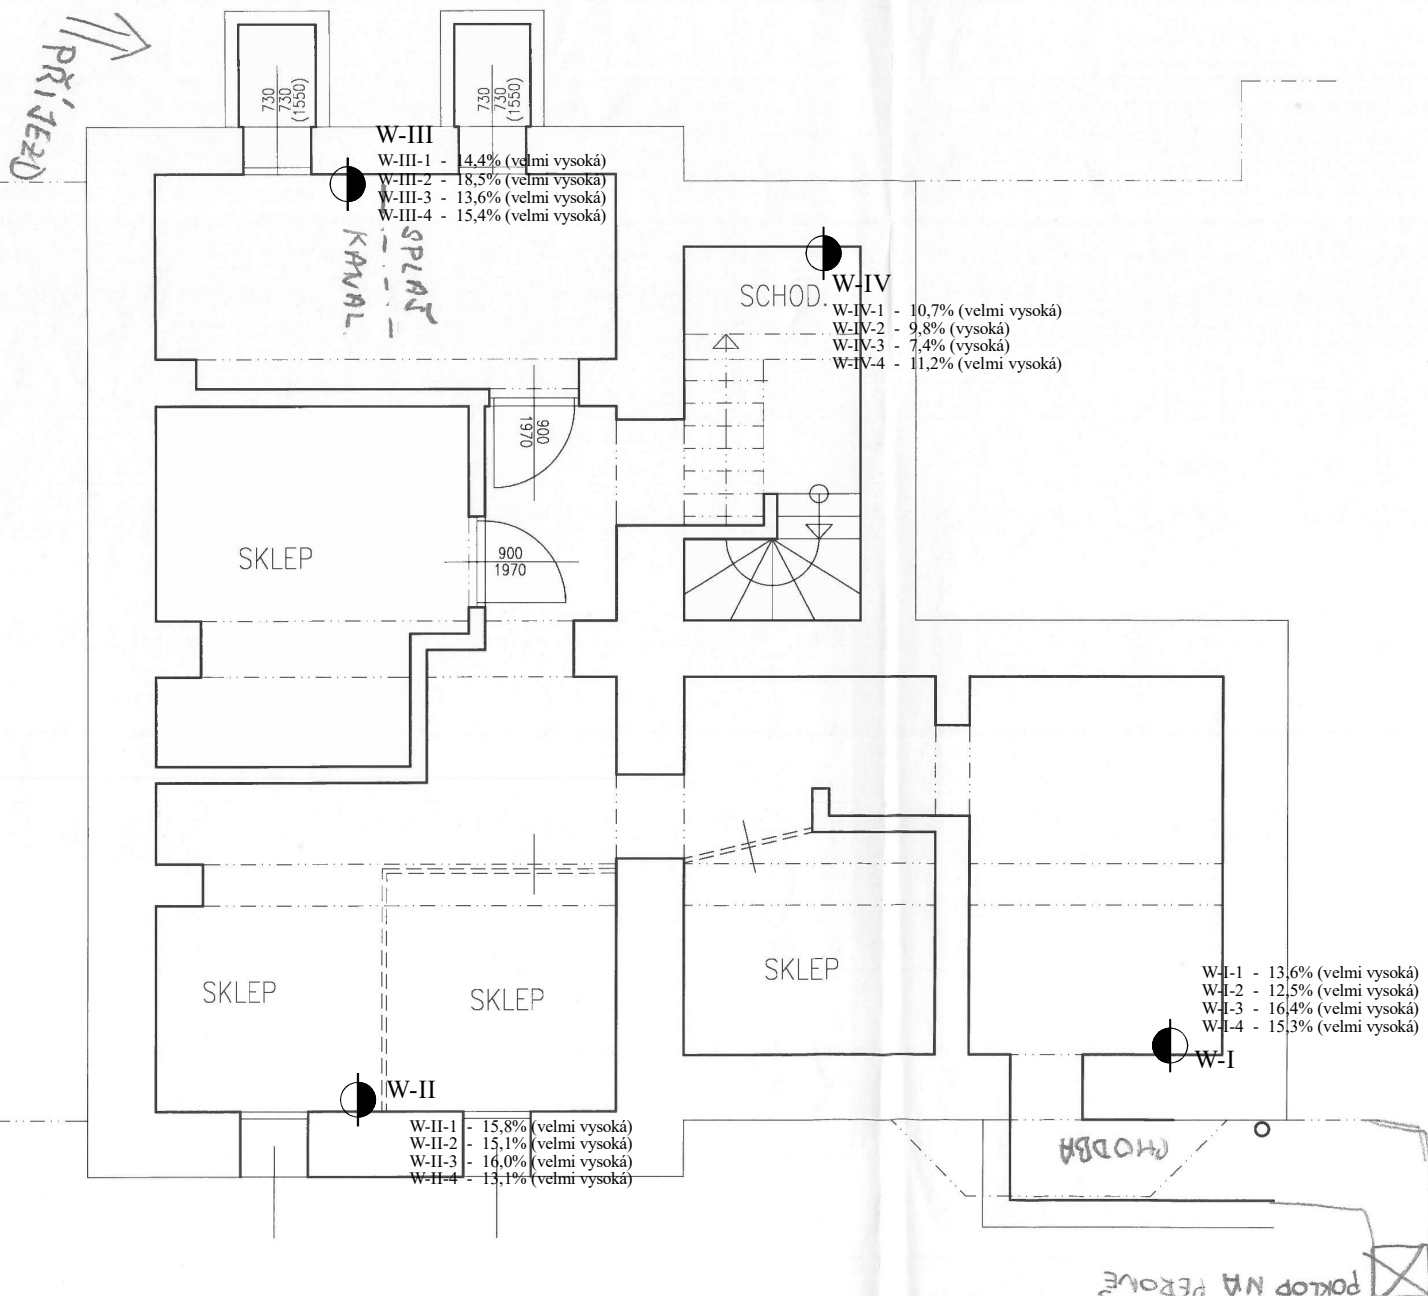 PŘÍJEZD
730
730
(1550)
730
730
(1550)
W-III
W-III-1 - 14,4% (velmi vysoká)
W-III-2 - 18,5% (velmi vysoká)
W-III-3 - 13,6% (velmi vysoká)
W-III-4 - 15,4% (velmi vysoká)
SPLAŠ
KANAL.
SCHOD.
W-IV
W-IV-1 - 10,7% (velmi vysoká)
W-IV-2 - 9,8% (vysoká)
W-IV-3 - 7,4% (vysoká)
W-IV-4 - 11,2% (velmi vysoká)
900
1970
SKLEP
900
1970
SKLEP
SKLEP
SKLEP
W-I-1 - 13,6% (velmi vysoká)
W-I-2 - 12,5% (velmi vysoká)
W-I-3 - 16,4% (velmi vysoká)
W-I-4 - 15,3% (velmi vysoká)
W-I
W-II
W-II-1 - 15,8% (velmi vysoká)
W-II-2 - 15,1% (velmi vysoká)
W-II-3 - 16,0% (velmi vysoká)
W-II-4 - 13,1% (velmi vysoká)
CHODBA
POKLOP NA PERONĚ